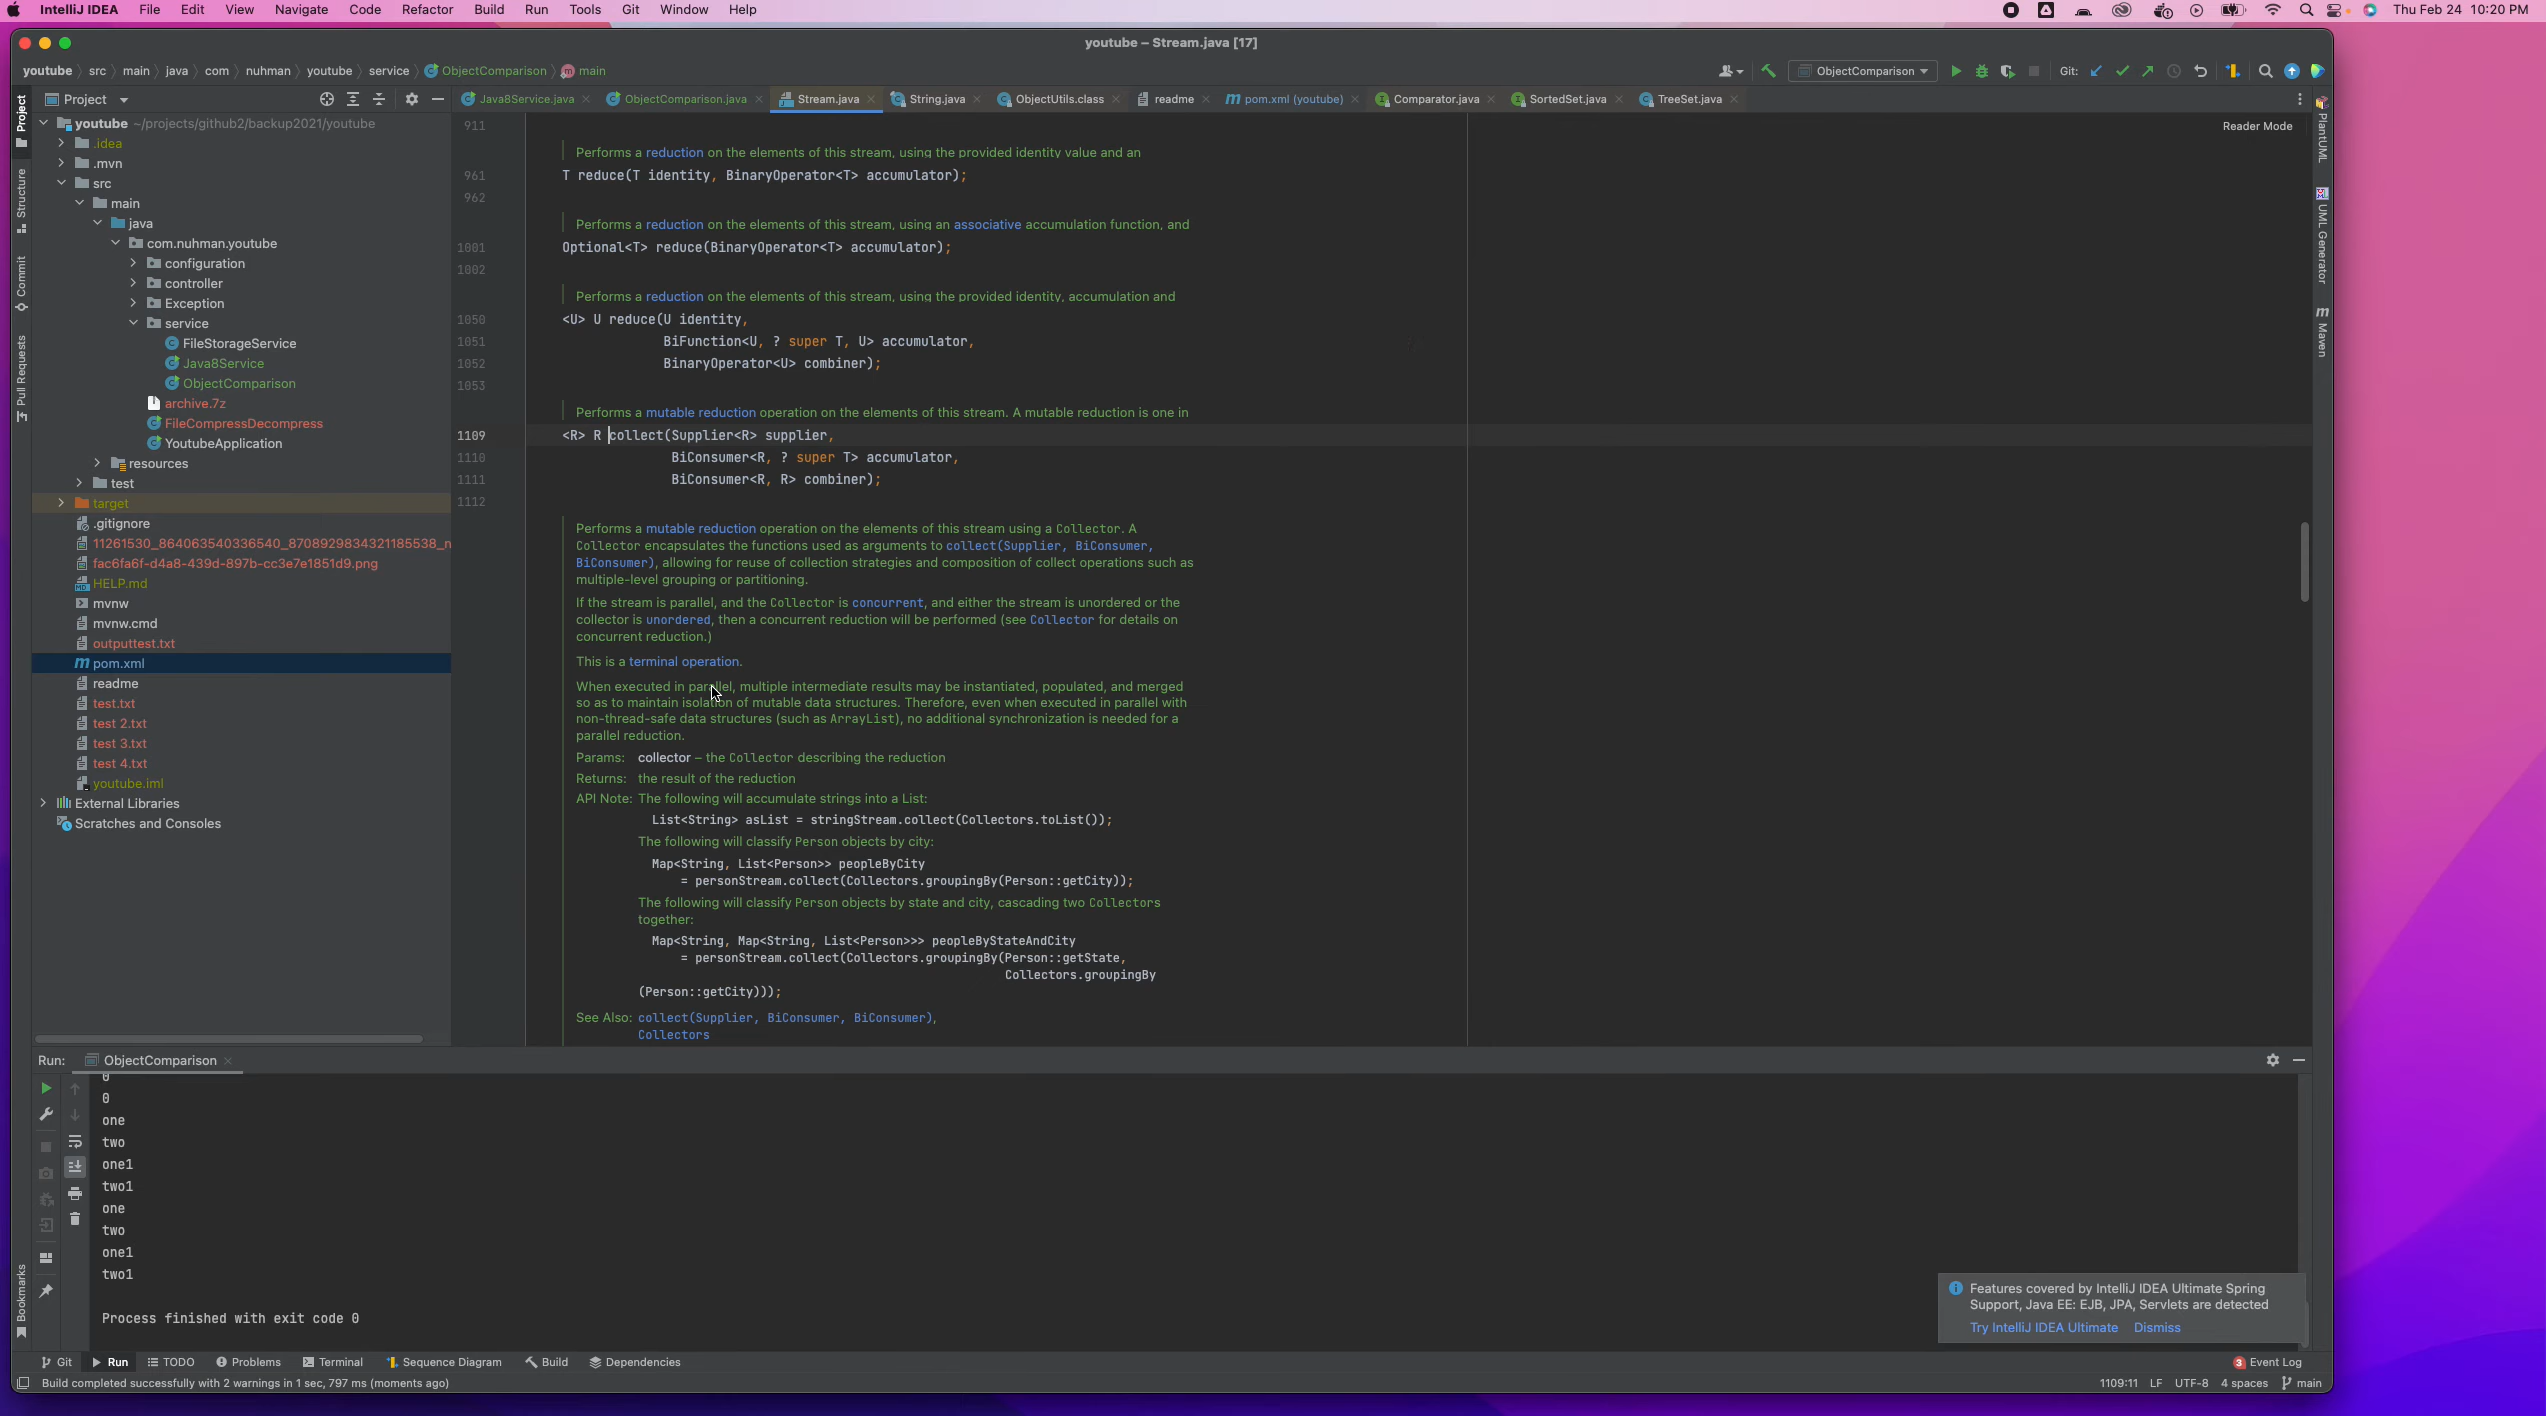 IntelliJ IDEA File Edit View Navigate Code Refactor Build Run Tools Git Window Help Thu Feb 24 10:20 PM
youtube – Stream.java [17]
youtube src main java com nuhman youtube service ObjectComparison main ObjectComparison Git:
Project Java8Service.java ObjectComparison.java Stream.java String.java ObjectUtils.class readme pom.xml (youtube) Comparator.java SortedSet.java TreeSet.java
Project
Structure
Commit
Pull Requests
Bookmarks
youtube ~/projects/github2/backup2021/youtube
.idea
.mvn
src
main
java
com.nuhman.youtube
configuration
controller
Exception
service
FileStorageService
Java8Service
ObjectComparison
archive.7z
FileCompressDecompress
YoutubeApplication
resources
test
target
.gitignore
11261530_864063540336540_8708929834321185538_n
fac6fa6f-d4a8-439d-897b-cc3e7e1851d9.png
HELP.md
mvnw
mvnw.cmd
outputtest.txt
pom.xml
readme
test.txt
test 2.txt
test 3.txt
test 4.txt
youtube.iml
External Libraries
Scratches and Consoles
911
Reader Mode
Performs a reduction on the elements of this stream, using the provided identity value and an
961 T reduce(T identity, BinaryOperator<T> accumulator);
962
Performs a reduction on the elements of this stream, using an associative accumulation function, and
1001 Optional<T> reduce(BinaryOperator<T> accumulator);
1002
Performs a reduction on the elements of this stream, using the provided identity, accumulation and
1050 <U> U reduce(U identity,
1051 BiFunction<U, ? super T, U> accumulator,
1052 BinaryOperator<U> combiner);
1053
Performs a mutable reduction operation on the elements of this stream. A mutable reduction is one in
1109 <R> R collect(Supplier<R> supplier,
1110 BiConsumer<R, ? super T> accumulator,
1111 BiConsumer<R, R> combiner);
1112
Performs a mutable reduction operation on the elements of this stream using a Collector. A
Collector encapsulates the functions used as arguments to collect(Supplier, BiConsumer,
BiConsumer), allowing for reuse of collection strategies and composition of collect operations such as
multiple-level grouping or partitioning.
If the stream is parallel, and the Collector is concurrent, and either the stream is unordered or the
collector is unordered, then a concurrent reduction will be performed (see Collector for details on
concurrent reduction.)
This is a terminal operation.
When executed in parallel, multiple intermediate results may be instantiated, populated, and merged
so as to maintain isolation of mutable data structures. Therefore, even when executed in parallel with
non-thread-safe data structures (such as ArrayList), no additional synchronization is needed for a
parallel reduction.
Params: collector – the Collector describing the reduction
Returns: the result of the reduction
API Note: The following will accumulate strings into a List:
List<String> asList = stringStream.collect(Collectors.toList());
The following will classify Person objects by city:
Map<String, List<Person>> peopleByCity
= personStream.collect(Collectors.groupingBy(Person::getCity));
The following will classify Person objects by state and city, cascading two Collectors
together:
Map<String, Map<String, List<Person>>> peopleByStateAndCity
= personStream.collect(Collectors.groupingBy(Person::getState,
Collectors.groupingBy
(Person::getCity)));
See Also: collect(Supplier, BiConsumer, BiConsumer),
Collectors
PlantUML
UML Generator
Maven
Run: ObjectComparison
0
0
one
two
one1
two1
one
two
one1
two1
Process finished with exit code 0
Features covered by IntelliJ IDEA Ultimate Spring
Support, Java EE: EJB, JPA, Servlets are detected
Try IntelliJ IDEA Ultimate Dismiss
Git Run TODO Problems Terminal Sequence Diagram Build Dependencies 3 Event Log
Build completed successfully with 2 warnings in 1 sec, 797 ms (moments ago) 1109:11 LF UTF-8 4 spaces main